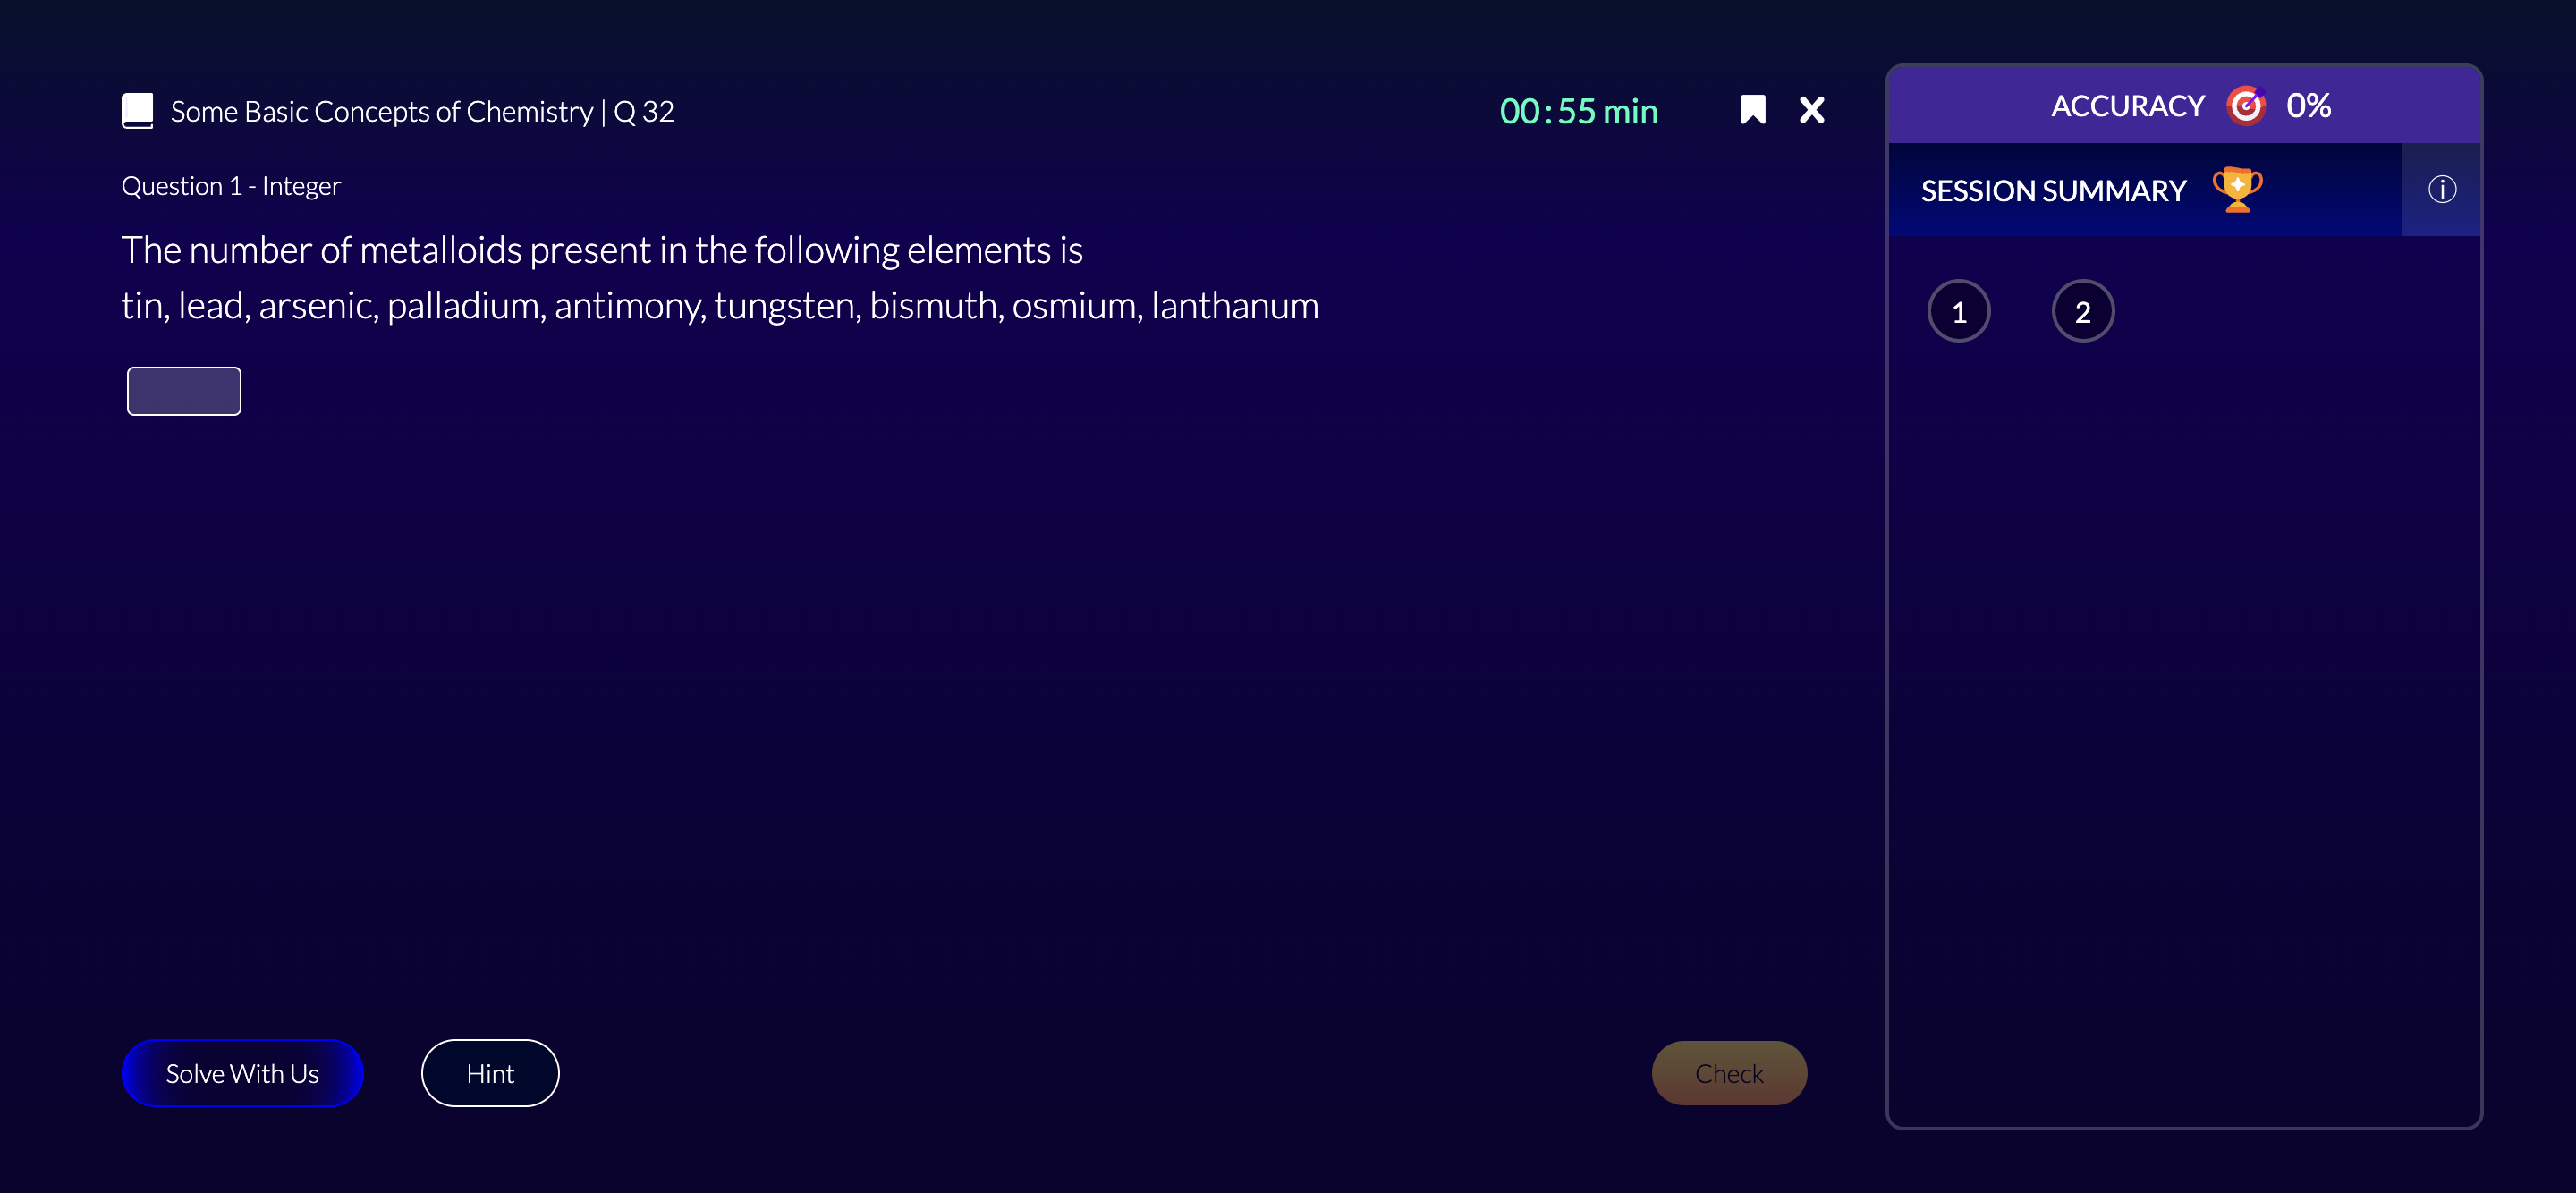 Some Basic Concepts of Chemistry | Q 32
00:55 min
Question 1 - Integer
The number of metalloids present in the following elements is
tin, lead, arsenic, palladium, antimony, tungsten, bismuth, osmium, lanthanum
Solve With Us
Hint
Check
ACCURACY 0%
SESSION SUMMARY
i
1 2